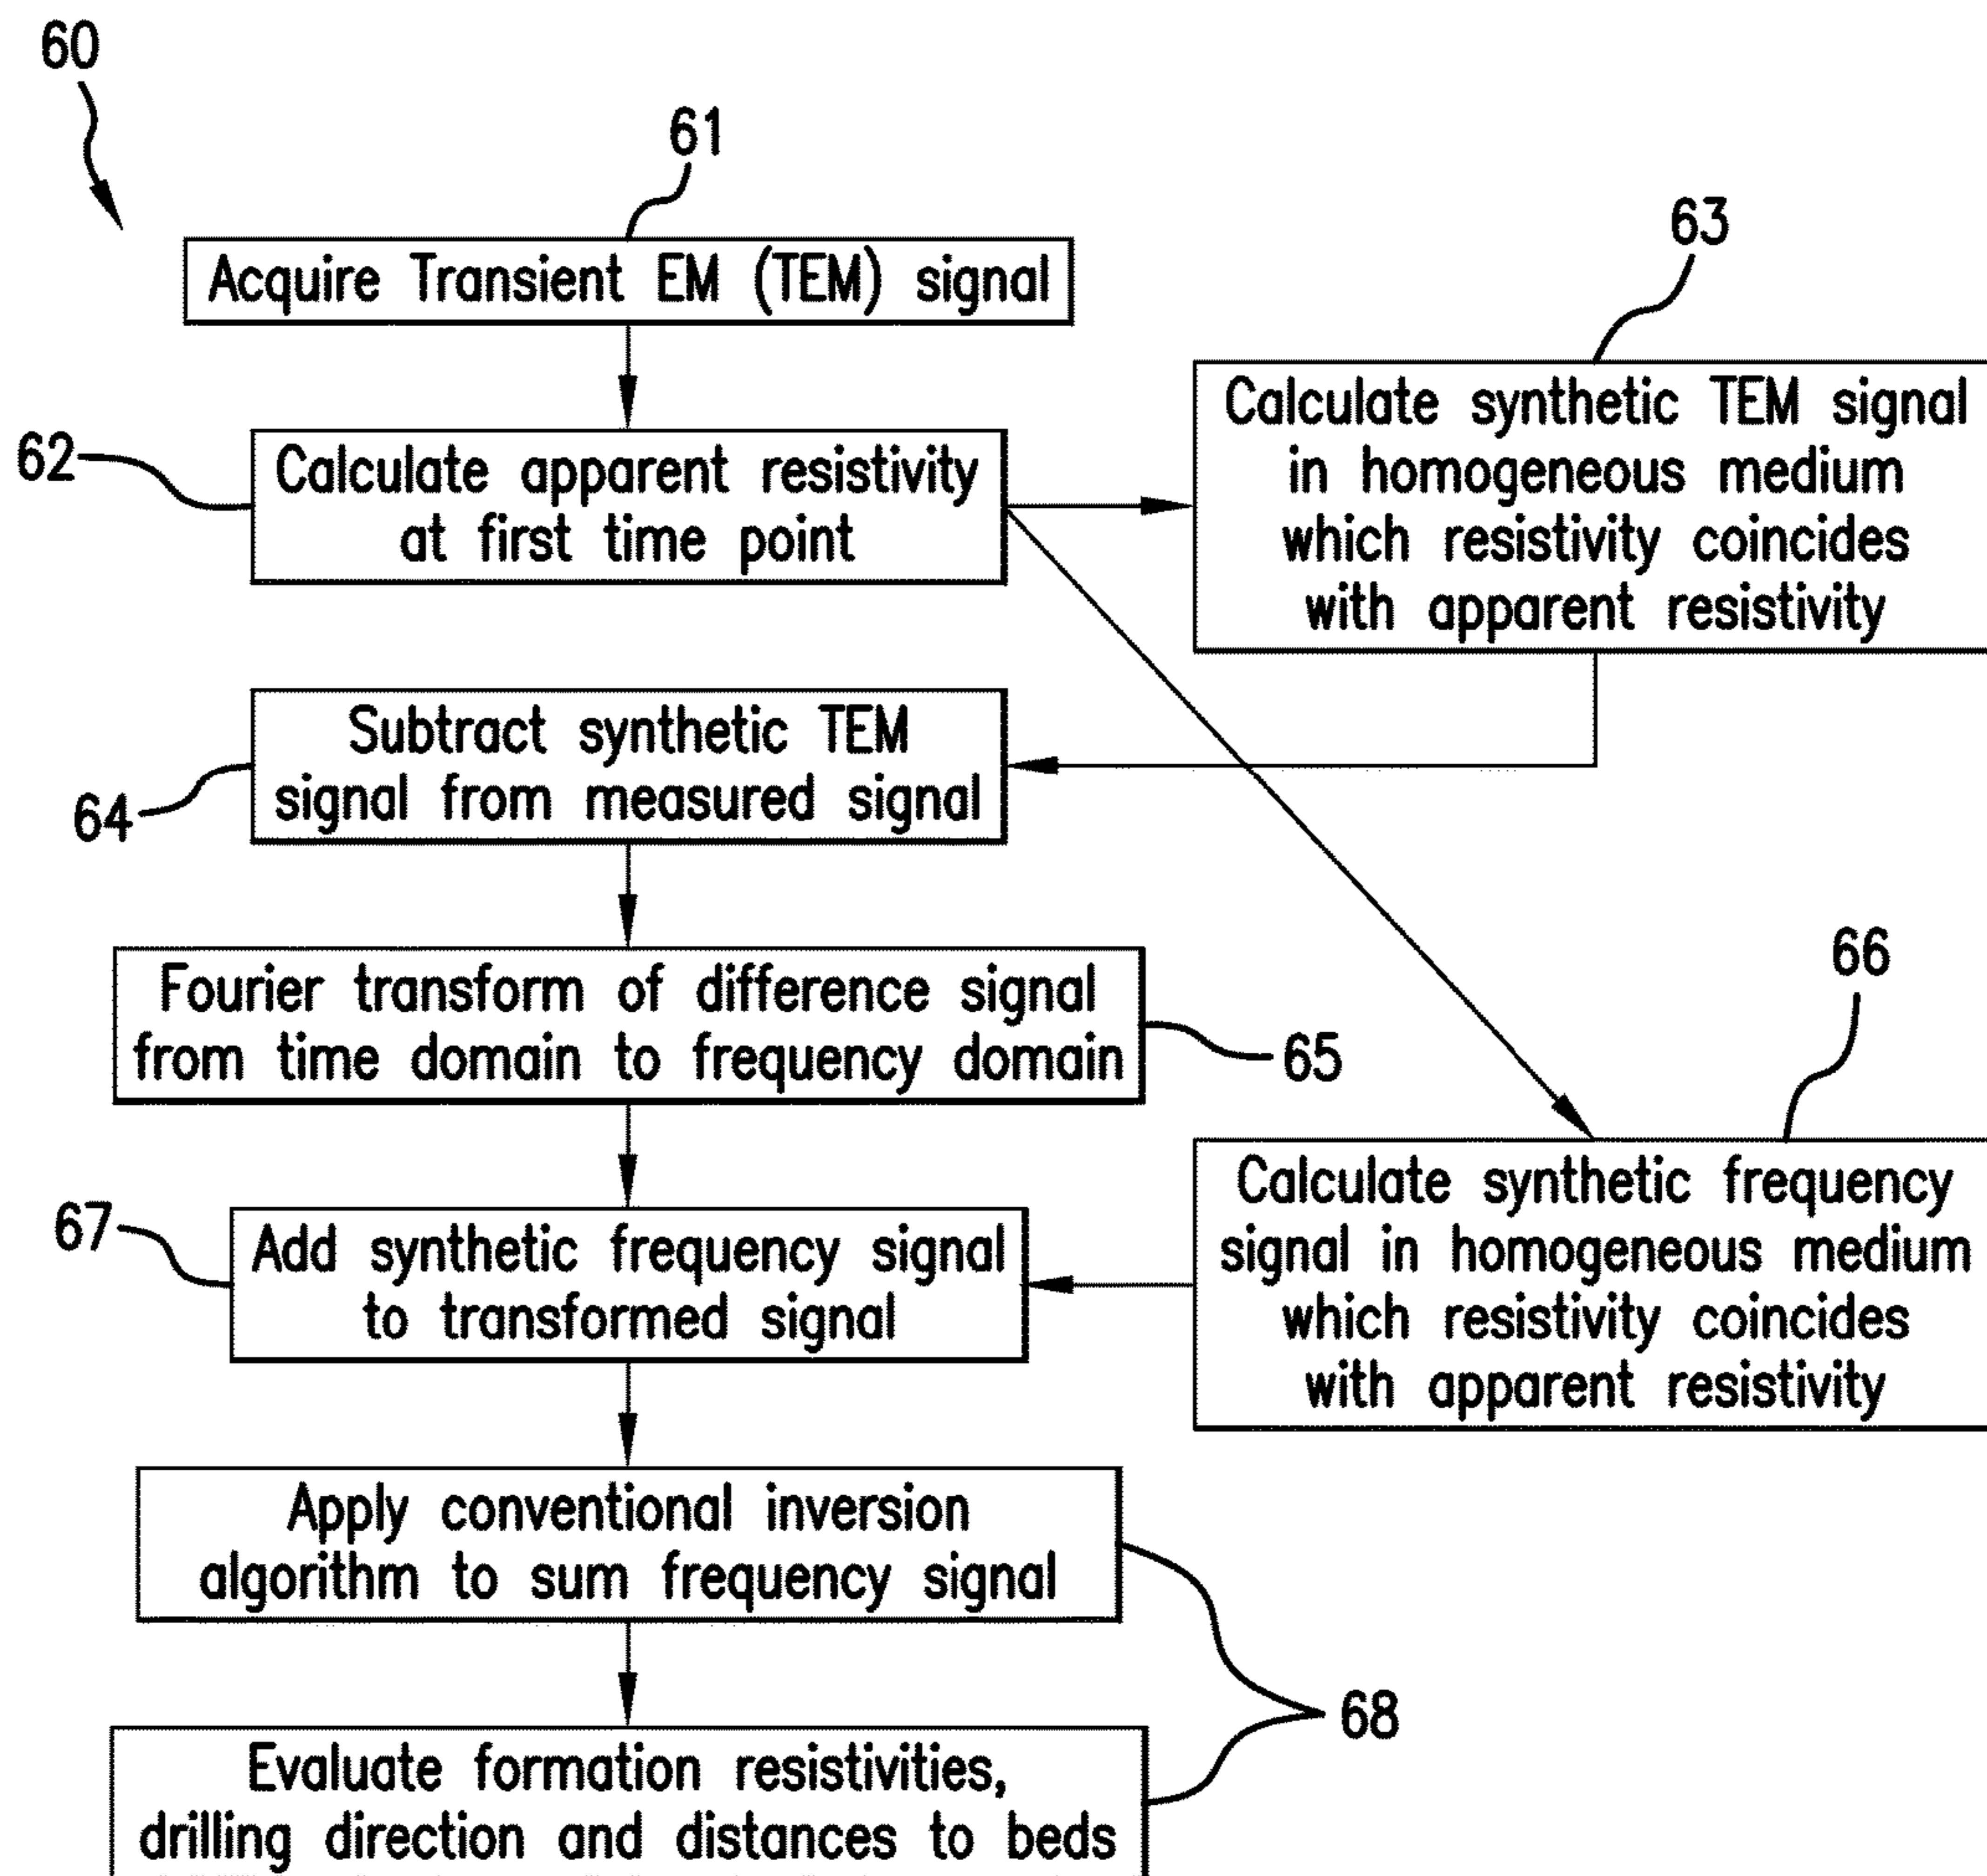 60
61
Acquire Transient EM (TEM) signal
62
Calculate apparent resistivity
at first time point
63
Calculate synthetic TEM signal
in homogeneous medium
which resistivity coincides
with apparent resistivity
Subtract synthetic TEM
signal from measured signal
64
Fourier transform of difference signal
from time domain to frequency domain
65
66
Calculate synthetic frequency
signal in homogeneous medium
which resistivity coincides
with apparent resistivity
67
Add synthetic frequency signal
to transformed signal
Apply conventional inversion
algorithm to sum frequency signal
68
Evaluate formation resistivities,
drilling direction and distances to beds